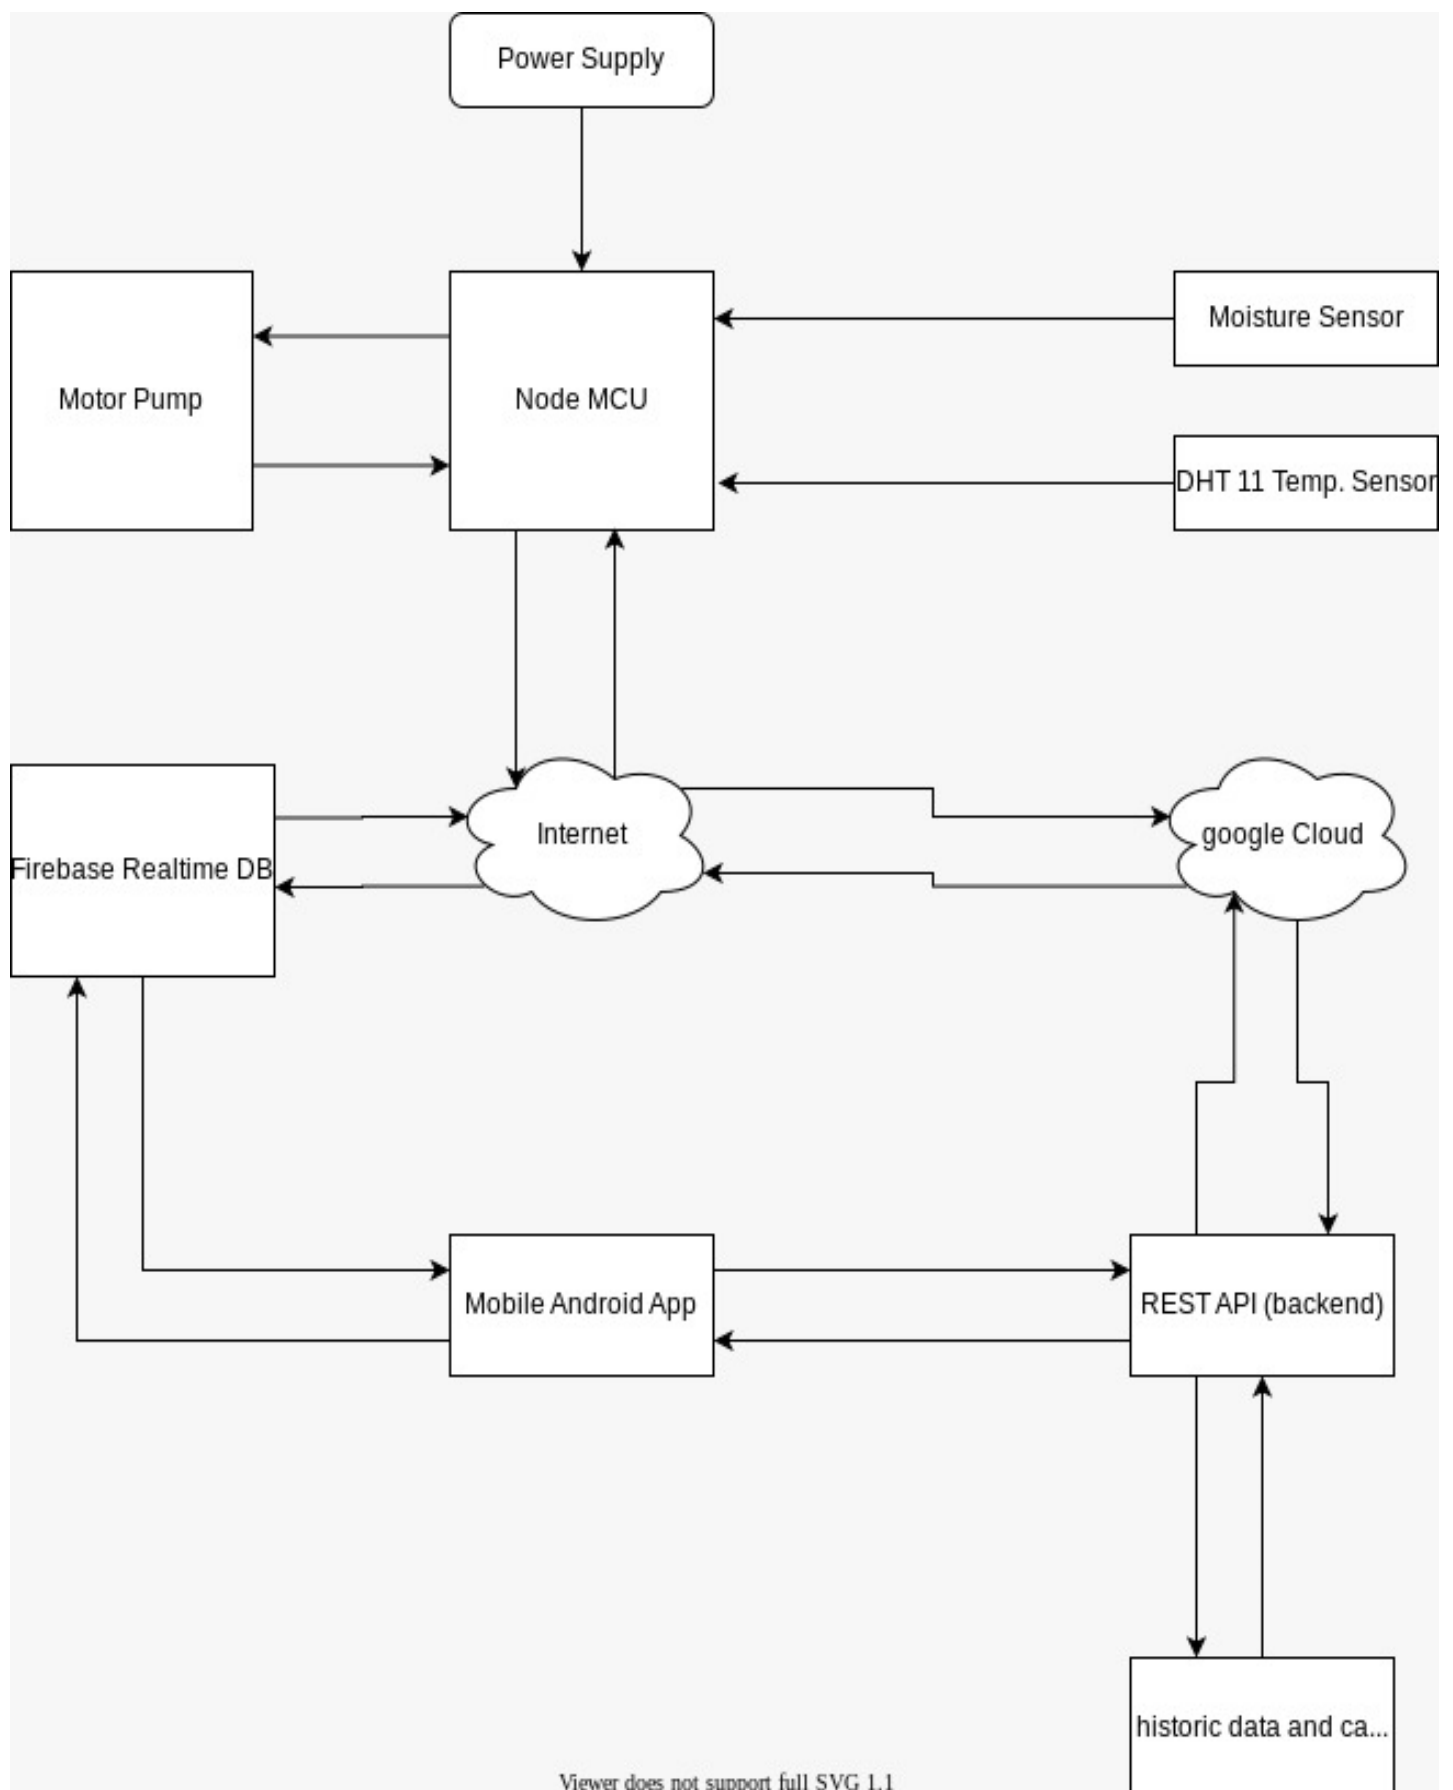 Power Supply
Motor Pump
Node MCU
Moisture Sensor
DHT 11 Temp. Sensor
Firebase Realtime DB
Internet
google Cloud
Mobile Android App
REST API (backend)
historic data and ca...
Viewer does not support full SVG 1.1